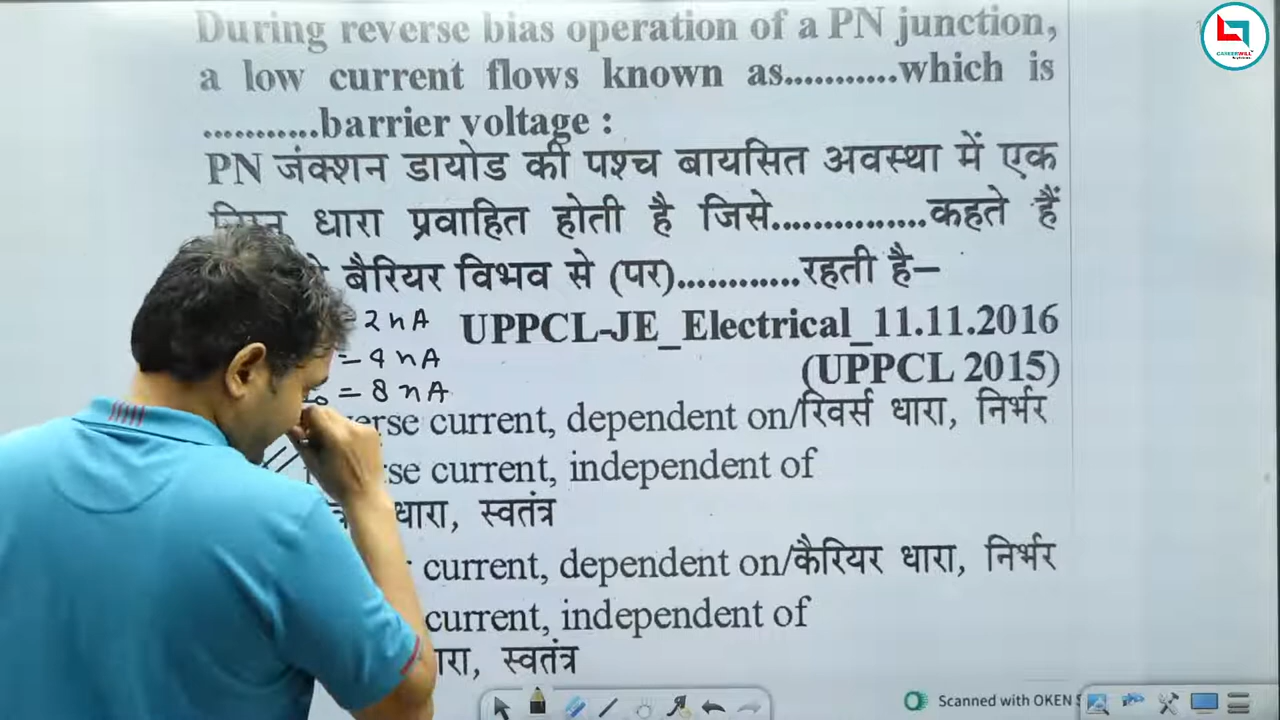 During reverse bias operation of a PN junction,
a low current flows known as...........which is
...........barrier voltage :
PN जंक्शन डायोड की पश्च बायसित अवस्था में एक
निम्न धारा प्रवाहित होती है जिसे...............कहते हैं
बैरियर विभव से (पर)............रहती है–
2nA
UPPCL-JE_Electrical_11.11.2016
= 4nA
(UPPCL 2015)
= 8nA
current, dependent on/रिवर्स धारा, निर्भर
current, independent of
धारा, स्वतंत्र
current, dependent on/कैरियर धारा, निर्भर
current, independent of
स्वतंत्र
Scanned with OKEN
CAREERWILL